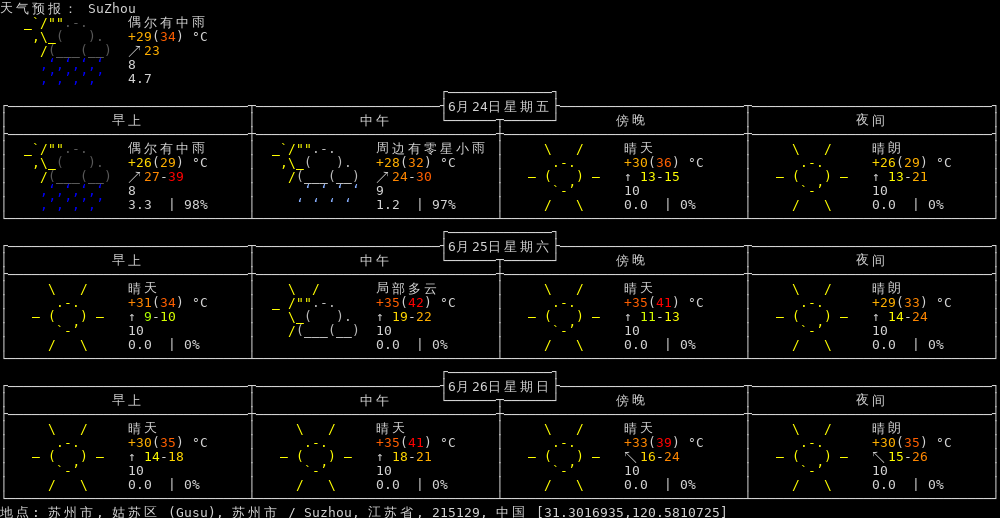 天气预报： SuZhou
偶尔有中雨
+29(34) °C
↗23
8
4.7
6月24日星期五
早上 中午 傍晚 夜间
偶尔有中雨 周边有零星小雨 晴天 晴朗
+26(29) °C +28(32) °C +30(36) °C +26(29) °C
↗27-39 ↗24-30 ↑ 13-15 ↑ 13-21
8 9 10 10
3.3 | 98% 1.2 | 97% 0.0 | 0% 0.0 | 0%
6月25日星期六
早上 中午 傍晚 夜间
晴天 局部多云 晴天 晴朗
+31(34) °C +35(42) °C +35(41) °C +29(33) °C
↑ 9-10 ↑ 19-22 ↑ 11-13 ↑ 14-24
10 10 10 10
0.0 | 0% 0.0 | 0% 0.0 | 0% 0.0 | 0%
6月26日星期日
早上 中午 傍晚 夜间
晴天 晴天 晴天 晴朗
+30(35) °C +35(41) °C +33(39) °C +30(35) °C
↑ 14-18 ↑ 18-21 ↖16-24 ↖15-26
10 10 10 10
0.0 | 0% 0.0 | 0% 0.0 | 0% 0.0 | 0%
地点: 苏州市, 姑苏区 (Gusu), 苏州市 / Suzhou, 江苏省, 215129, 中国 [31.3016935,120.5810725]